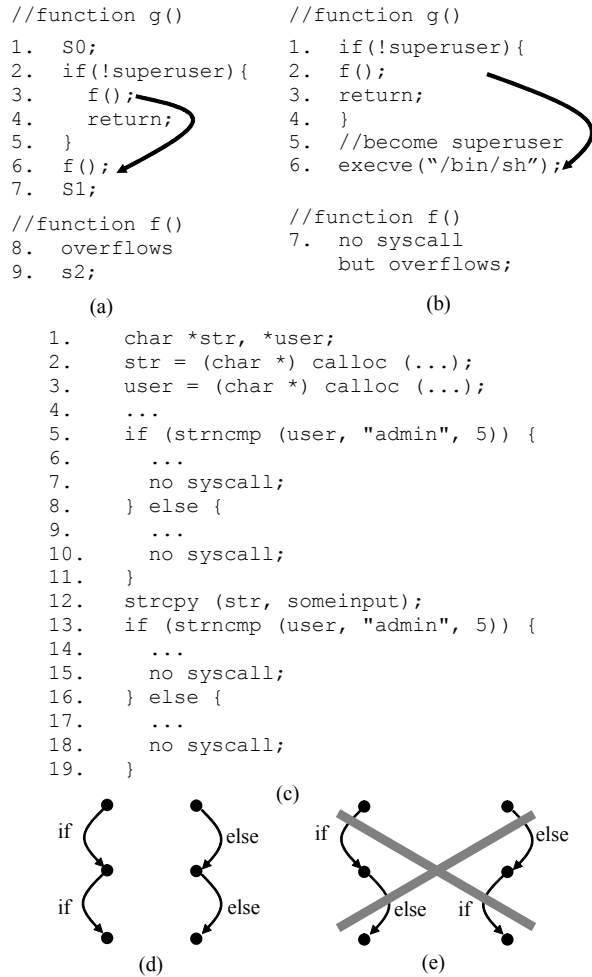 //function g()
1. S0;
2. if(!superuser){
3. f();
4. return;
5. }
6. f();
7. S1;
//function f()
8. overflows
9. s2;
(a)
//function g()
1. if(!superuser){
2. f();
3. return;
4. }
5. //become superuser
6. execve(“/bin/sh”);
//function f()
7. no syscall
but overflows;
(b)
1. char *str, *user;
2. str = (char *) calloc (...);
3. user = (char *) calloc (...);
4. ...
5. if (strncmp (user, "admin", 5)) {
6. ...
7. no syscall;
8. } else {
9. ...
10. no syscall;
11. }
12. strcpy (str, someinput);
13. if (strncmp (user, "admin", 5)) {
14. ...
15. no syscall;
16. } else {
17. ...
18. no syscall;
19. }
(c)
if
else
if
else
(d)
if
else
else
if
(e)